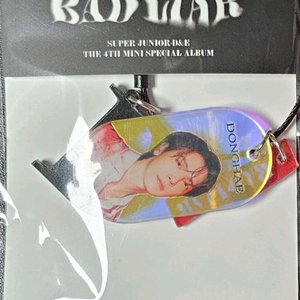 BAD LIAR
SUPER JUNIOR-D&E
THE 4TH MINI SPECIAL ALBUM
DONGHAE